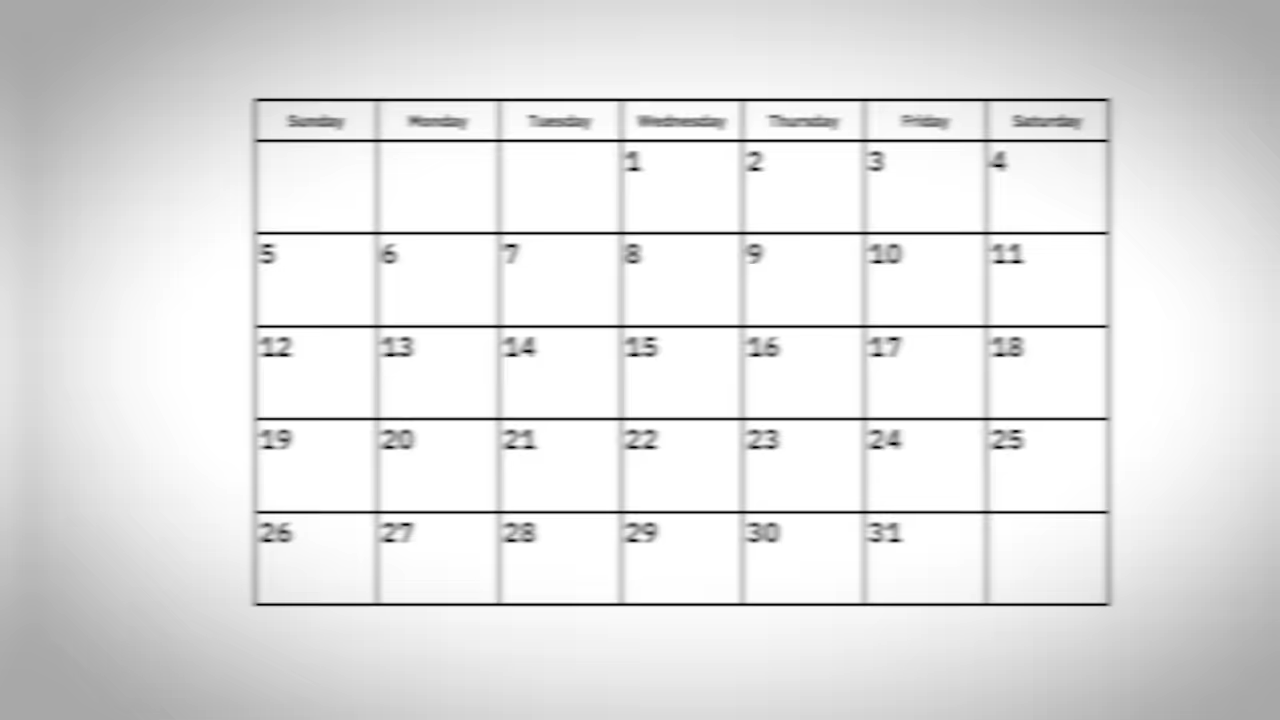 Sunday Monday Tuesday Wednesday Thursday Friday Saturday
1 2 3 4
5 6 7 8 9 10 11
12 13 14 15 16 17 18
19 20 21 22 23 24 25
26 27 28 29 30 31